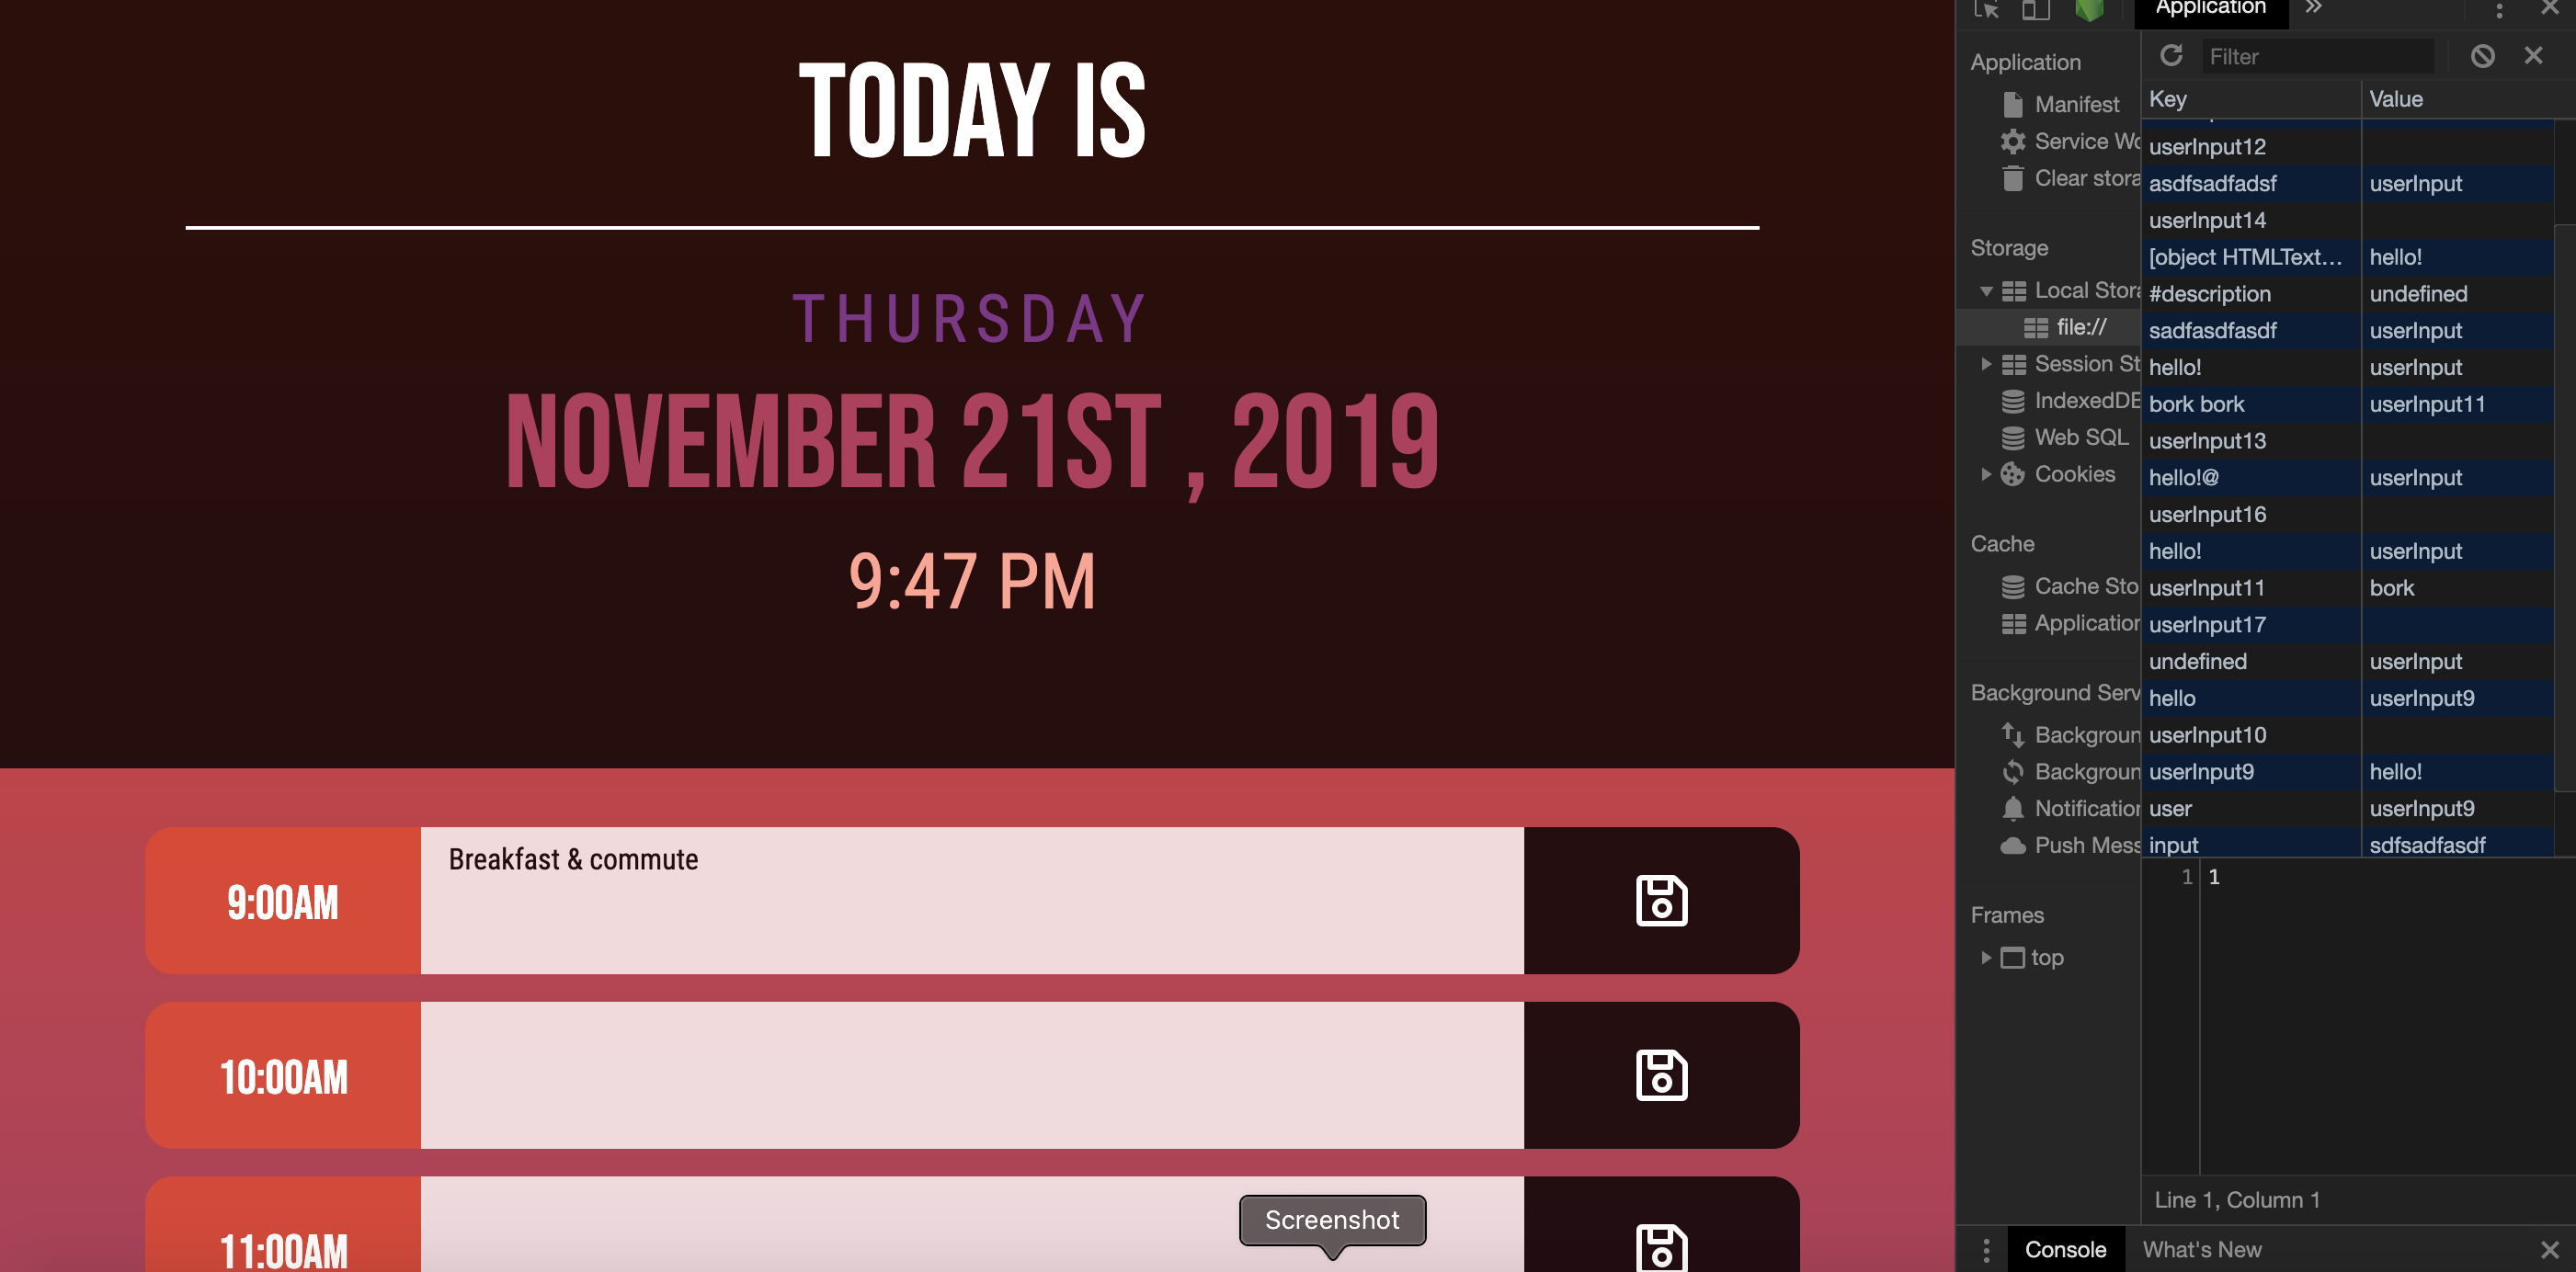 TODAY IS
THURSDAY
NOVEMBER 21ST , 2019
9:47 PM
9:00AM
Breakfast & commute
10:00AM
11:00AM
Screenshot
Application
Application
Manifest
Service Wo
Clear stora
Storage
Local Stora
file://
Session St
IndexedDB
Web SQL
Cookies
Cache
Cache Sto
Application
Background Serv
Backgroun
Backgroun
Notification
Push Mess
Frames
top
Filter
Key Value
userInput12
asdfsadfadsf userInput
userInput14
[object HTMLText… hello!
#description undefined
sadfasdfasdf userInput
hello! userInput
bork bork userInput11
userInput13
hello!@ userInput
userInput16
hello! userInput
userInput11 bork
userInput17
undefined userInput
hello userInput9
userInput10
userInput9 hello!
user userInput9
input sdfsadfasdf
1 1
Line 1, Column 1
Console What's New